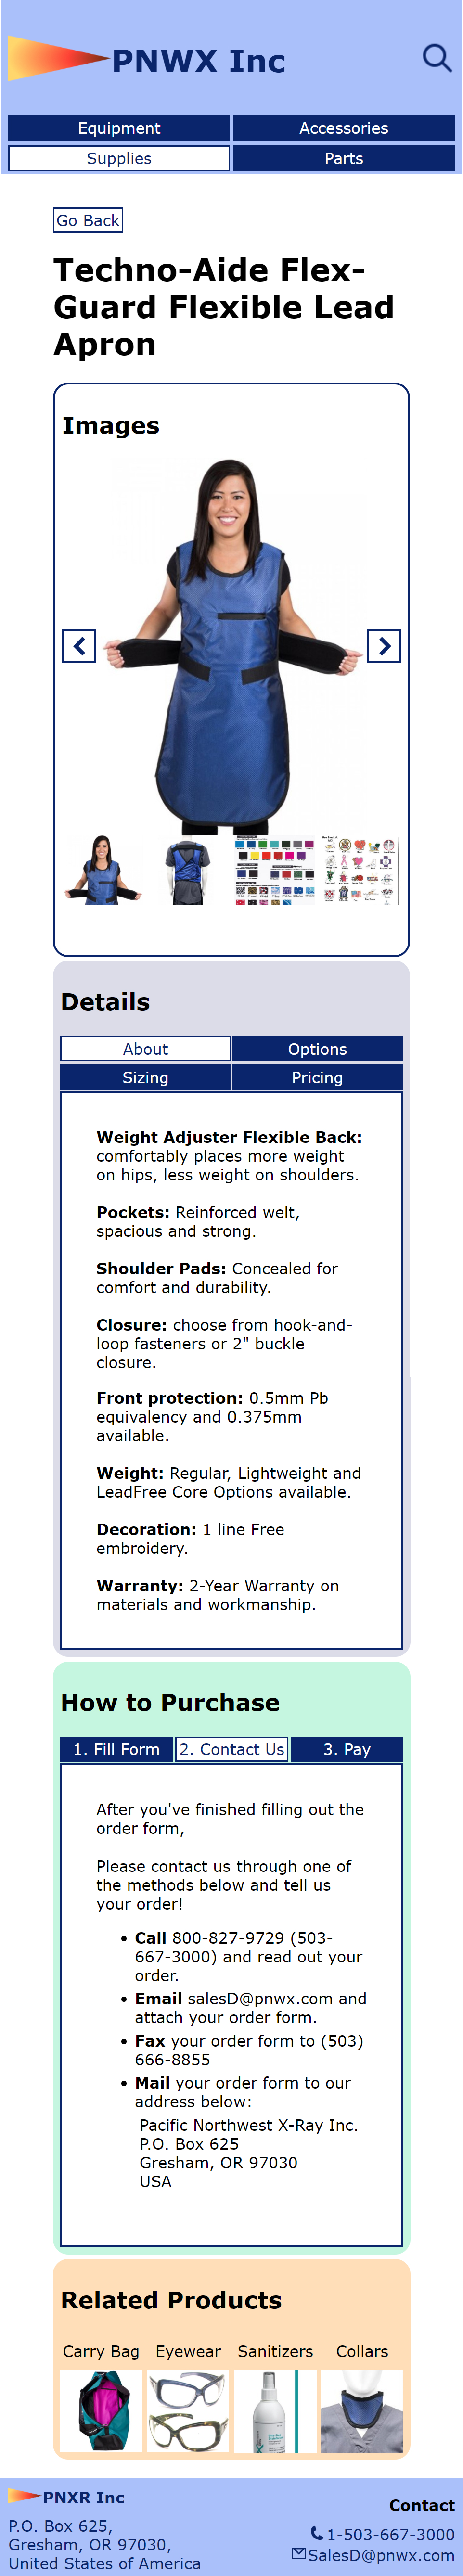 PNWX Inc
Equipment
Accessories
Supplies
Parts
Go Back
Techno-Aide Flex-
Guard Flexible Lead
Apron
Images
Details
About
Options
Sizing
Pricing
Weight Adjuster Flexible Back:
comfortably places more weight
on hips, less weight on shoulders.
Pockets: Reinforced welt,
spacious and strong.
Shoulder Pads: Concealed for
comfort and durability.
Closure: choose from hook-and-
loop fasteners or 2" buckle
closure.
Front protection: 0.5mm Pb
equivalency and 0.375mm
available.
Weight: Regular, Lightweight and
LeadFree Core Options available.
Decoration: 1 line Free
embroidery.
Warranty: 2-Year Warranty on
materials and workmanship.
How to Purchase
1. Fill Form
2. Contact Us
3. Pay
After you've finished filling out the
order form,
Please contact us through one of
the methods below and tell us
your order!
• Call 800-827-9729 (503-
667-3000) and read out your
order.
• Email salesD@pnwx.com and
attach your order form.
• Fax your order form to (503)
666-8855
• Mail your order form to our
address below:
Pacific Northwest X-Ray Inc.
P.O. Box 625
Gresham, OR 97030
USA
Related Products
Carry Bag
Eyewear
Sanitizers
Collars
PNXR Inc
P.O. Box 625,
Gresham, OR 97030,
United States of America
Contact
1-503-667-3000
SalesD@pnwx.com